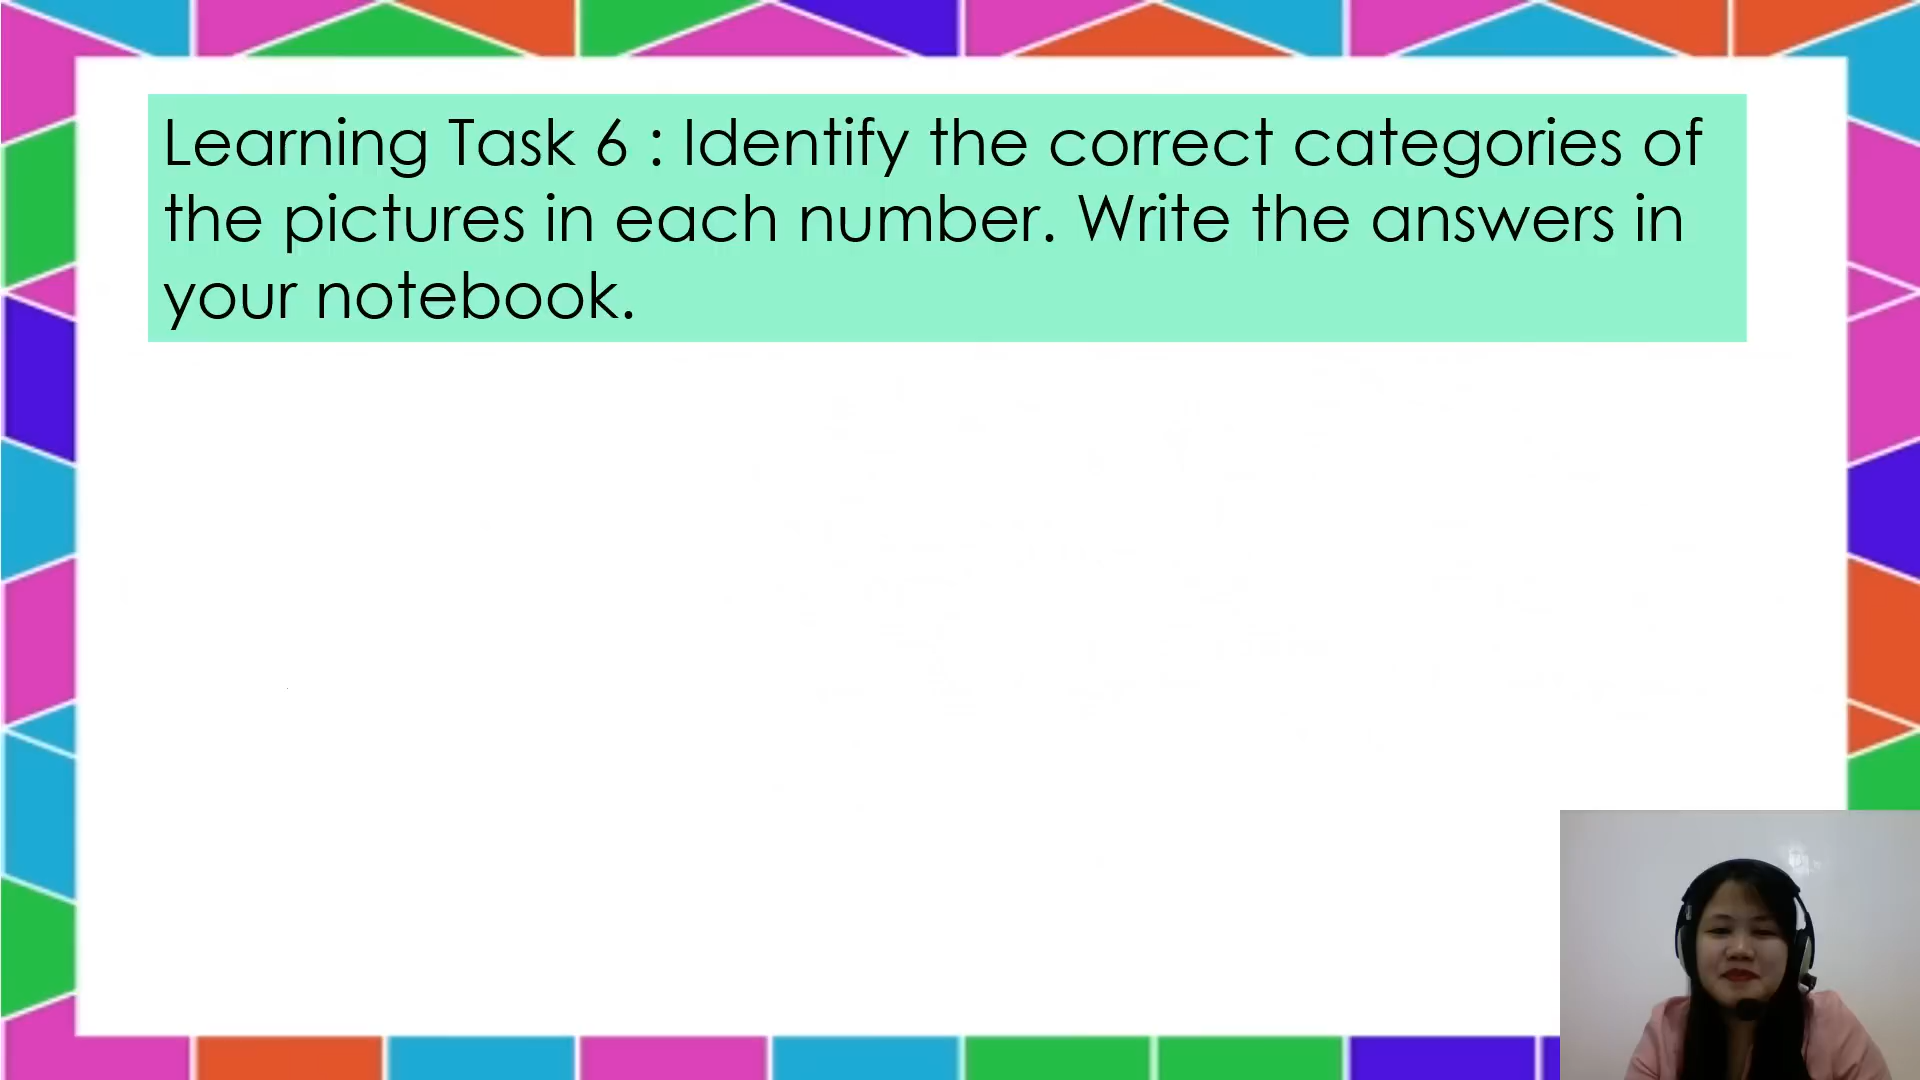 Learning Task 6 : Identify the correct categories of
the pictures in each number. Write the answers in
your notebook.